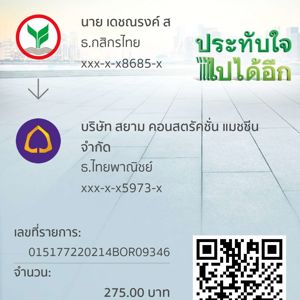 นาย เดชณรงค์ ส
ธ.กสิกรไทย
xxx-x-x8685-x
ประทับใจ
ไปได้อีก
บริษัท สยาม คอนสตรัคชั่น แมชชีน
จำกัด
ธ.ไทยพาณิชย์
xxx-x-x5973-x
เลขที่รายการ:
015177220214BOR09346
จำนวน:
275.00 บาท